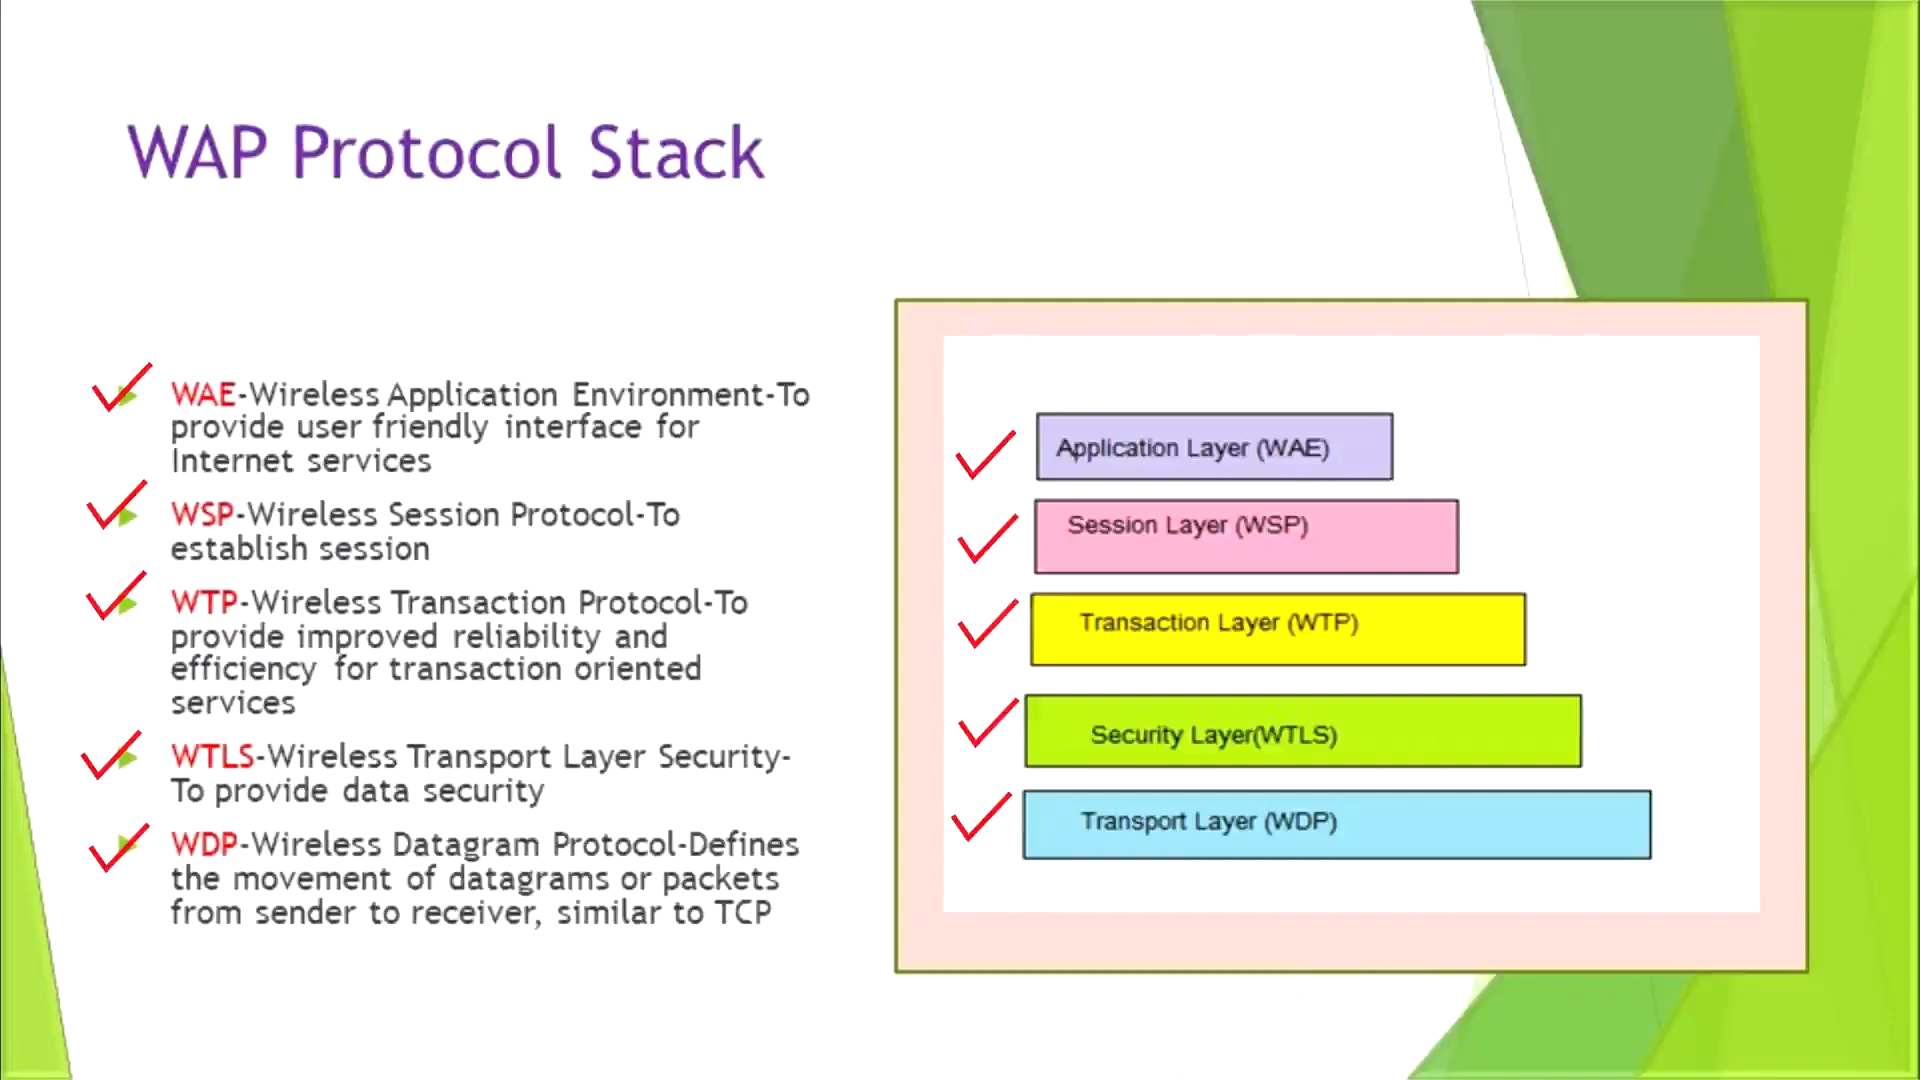 WAP Protocol Stack
WAE-Wireless Application Environment-To
provide user friendly interface for
Internet services
WSP-Wireless Session Protocol-To
establish session
WTP-Wireless Transaction Protocol-To
provide improved reliability and
efficiency for transaction oriented
services
WTLS-Wireless Transport Layer Security-
To provide data security
WDP-Wireless Datagram Protocol-Defines
the movement of datagrams or packets
from sender to receiver, similar to TCP
Application Layer (WAE)
Session Layer (WSP)
Transaction Layer (WTP)
Security Layer(WTLS)
Transport Layer (WDP)